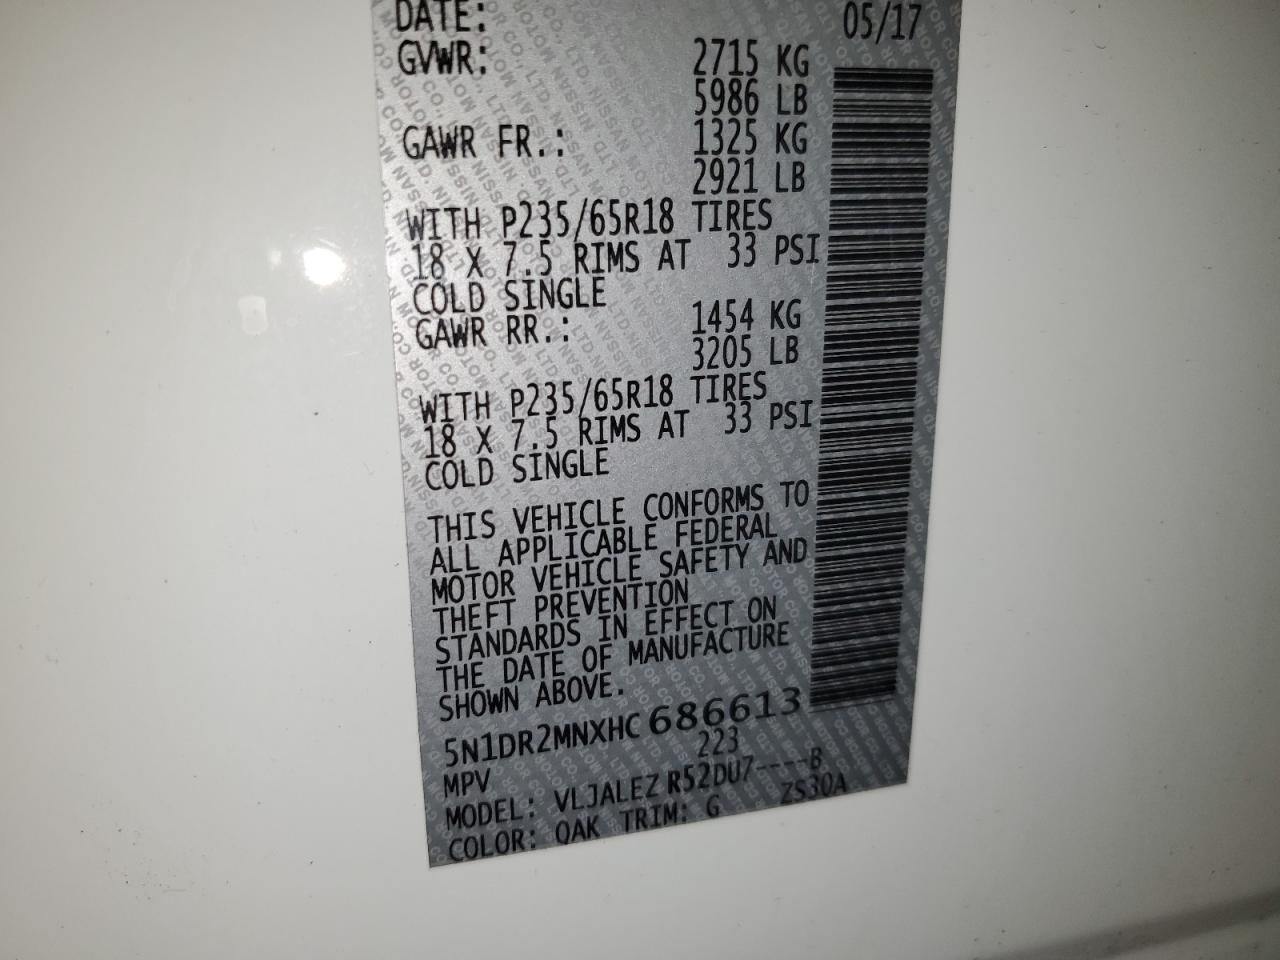 DATE: 05/17
GVWR: 2715 KG
5986 LB
GAWR FR.: 1325 KG
2921 LB
WITH P235/65R18 TIRES
18 X 7.5 RIMS AT 33 PSI
COLD SINGLE
GAWR RR.: 1454 KG
3205 LB
WITH P235/65R18 TIRES
18 X 7.5 RIMS AT 33 PSI
COLD SINGLE
THIS VEHICLE CONFORMS TO
ALL APPLICABLE FEDERAL
MOTOR VEHICLE SAFETY AND
THEFT PREVENTION
STANDARDS IN EFFECT ON
THE DATE OF MANUFACTURE
SHOWN ABOVE.
5N1DR2MNXHC686613
MPV 223
MODEL: VLJALEZ R52DU7----B
COLOR: QAK TRIM: G ZS30A